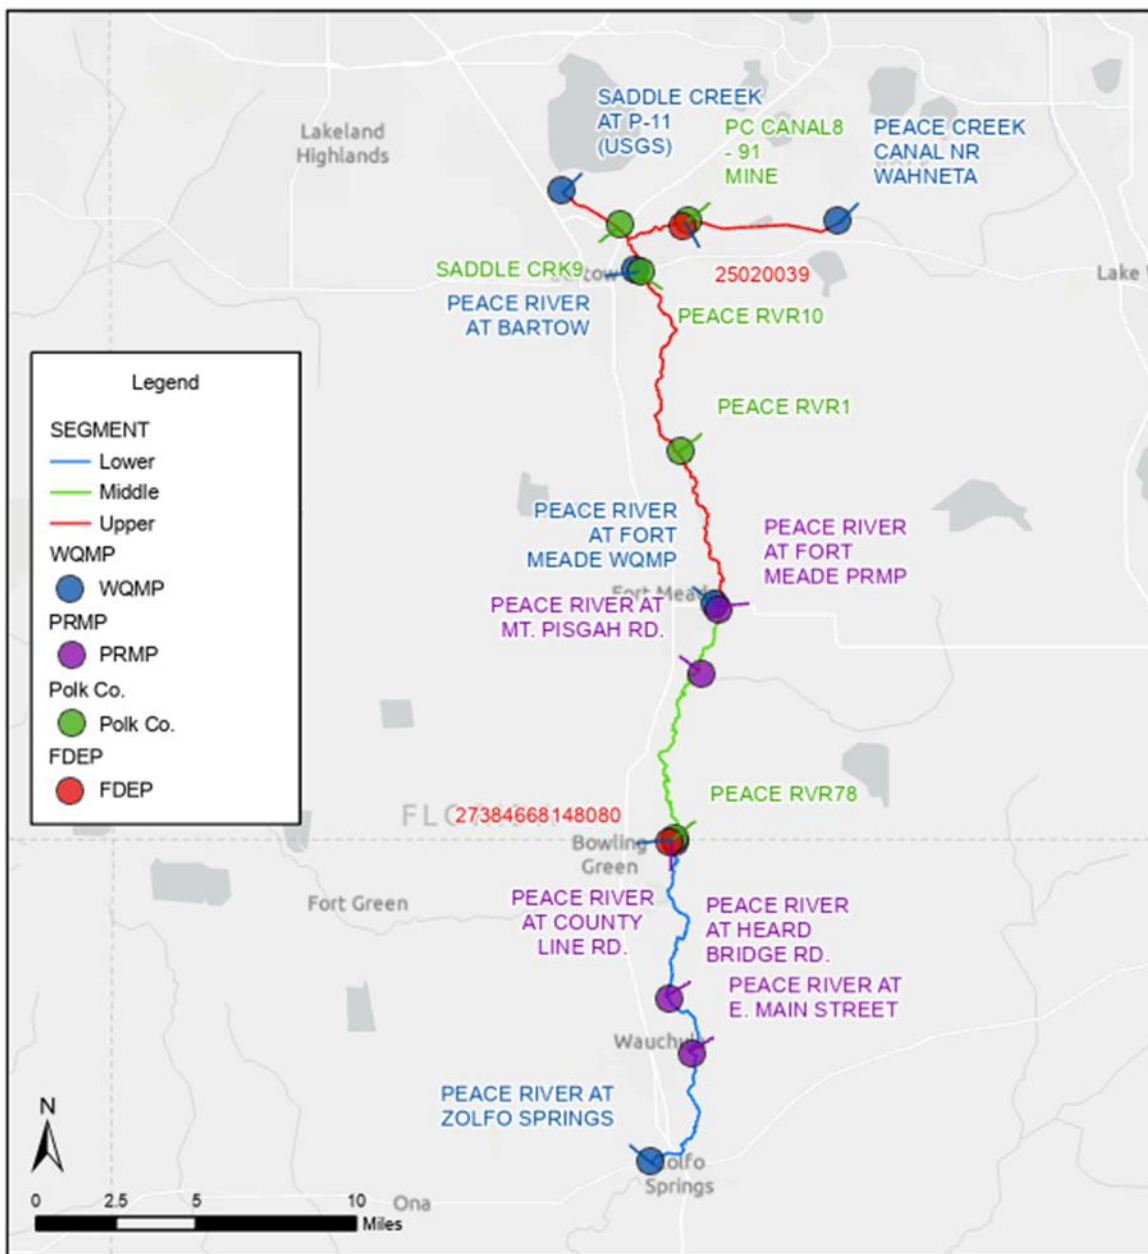 SADDLE CREEK
AT P-11
(USGS)
PC CANAL8
- 91
MINE
PEACE CREEK
CANAL NR
WAHNETA
Lakeland
Highlands
SADDLE CRK9
25020039
Lake
PEACE RIVER
AT BARTOW
PEACE RVR10
Legend
SEGMENT
Lower
Middle
Upper
WQMP
WQMP
PRMP
PRMP
Polk Co.
Polk Co.
FDEP
FDEP
PEACE RVR1
PEACE RIVER
AT FORT
MEADE WQMP
PEACE RIVER
AT FORT
MEADE PRMP
Fort Mead
PEACE RIVER AT
MT. PISGAH RD.
PEACE RVR78
27384668148080
FLO
Bowling
Green
Fort Green
PEACE RIVER
AT COUNTY
LINE RD.
PEACE RIVER
AT HEARD
BRIDGE RD.
PEACE RIVER AT
E. MAIN STREET
Wauchul
PEACE RIVER AT
ZOLFO SPRINGS
olfo
Springs
Ona
N
0 2.5 5 10
Miles